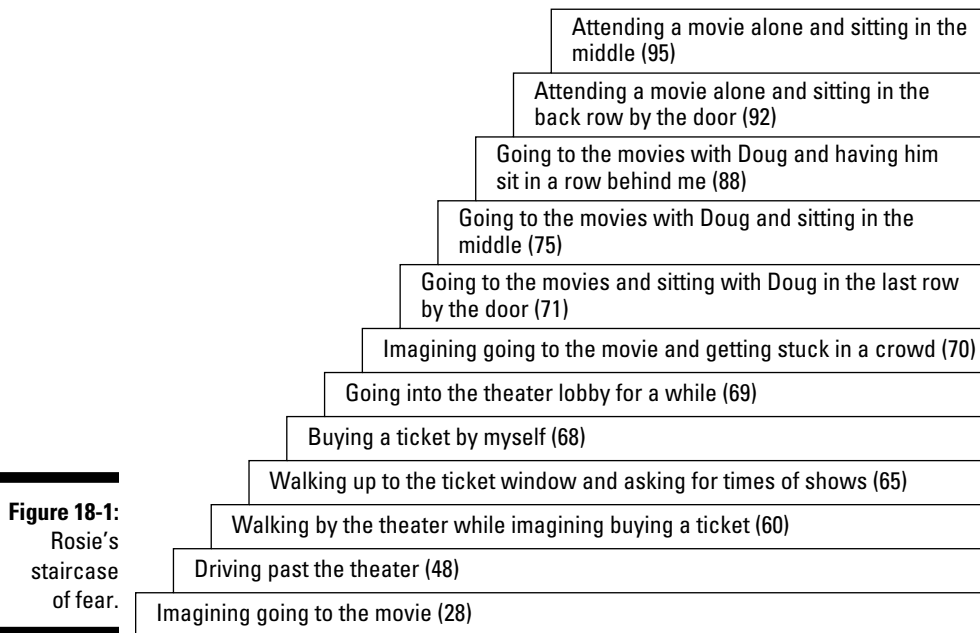 Attending a movie alone and sitting in the
middle (95)
Attending a movie alone and sitting in the
back row by the door (92)
Going to the movies with Doug and having him
sit in a row behind me (88)
Going to the movies with Doug and sitting in the
middle (75)
Going to the movies and sitting with Doug in the last row
by the door (71)
Imagining going to the movie and getting stuck in a crowd (70)
Going into the theater lobby for a while (69)
Buying a ticket by myself (68)
Walking up to the ticket window and asking for times of shows (65)
Walking by the theater while imagining buying a ticket (60)
Driving past the theater (48)
Imagining going to the movie (28)
Figure 18-1:
Rosie’s
staircase
of fear.